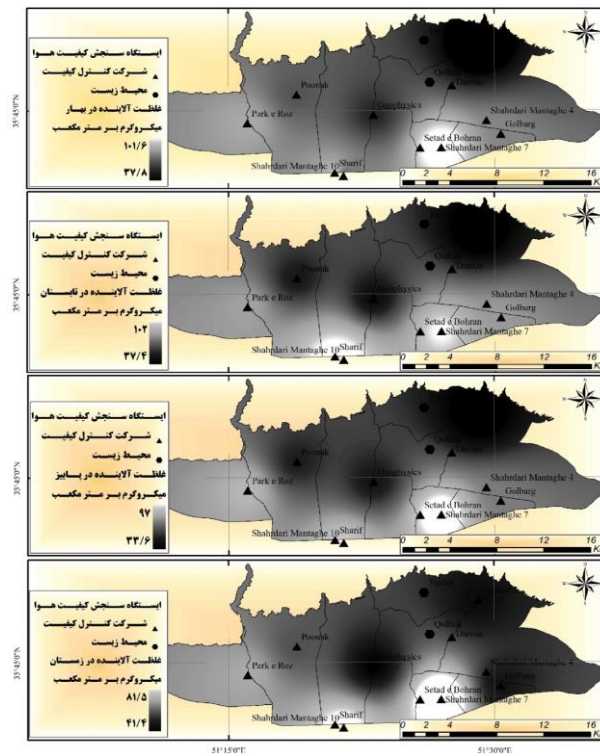 ایستگاه سنجش کیفیت هوا
شرکت کنترل کیفیت
محیط زیست
غلظت آلاینده در بهار
میکروگرم بر متر مکعب
۱۰۱/۶
۳۷/۸
35°45'0"N
Poonak
Park e Roz
Geophysics
Qolhak
Darrus
Shahrdari Mantaghe 4
Golbarg
Setad e Bohran
Shahrdari Mantaghe 7
Shahrdari Mantaghe 10
Sharif
0 2 4 8 12 16
ایستگاه سنجش کیفیت هوا
شرکت کنترل کیفیت
محیط زیست
غلظت آلاینده در تابستان
میکروگرم بر متر مکعب
۱۰۲
۳۷/۴
35°45'0"N
Poonak
Park e Roz
Geophysics
Qolhak
Darrus
Shahrdari Mantaghe 4
Golbarg
Setad e Bohran
Shahrdari Mantaghe 7
Shahrdari Mantaghe 10
Sharif
0 2 4 8 12 16
ایستگاه سنجش کیفیت هوا
شرکت کنترل کیفیت
محیط زیست
غلظت آلاینده در پاییز
میکروگرم بر متر مکعب
۹۷
۳۳/۶
35°45'0"N
Poonak
Park e Roz
Geophysics
Qolhak
Darrus
Shahrdari Mantaghe 4
Golbarg
Setad e Bohran
Shahrdari Mantaghe 7
Shahrdari Mantaghe 10
Sharif
0 2 4 8 12 16
ایستگاه سنجش کیفیت هوا
شرکت کنترل کیفیت
محیط زیست
غلظت آلاینده در زمستان
میکروگرم بر متر مکعب
۸۱/۵
۴۱/۴
35°45'0"N
Poonak
Park e Roz
Geophysics
Qolhak
Darrus
Shahrdari Mantaghe 4
Golbarg
Setad e Bohran
Shahrdari Mantaghe 7
Shahrdari Mantaghe 10
Sharif
0 2 4 8 12 16
51°15'0"E
51°30'0"E